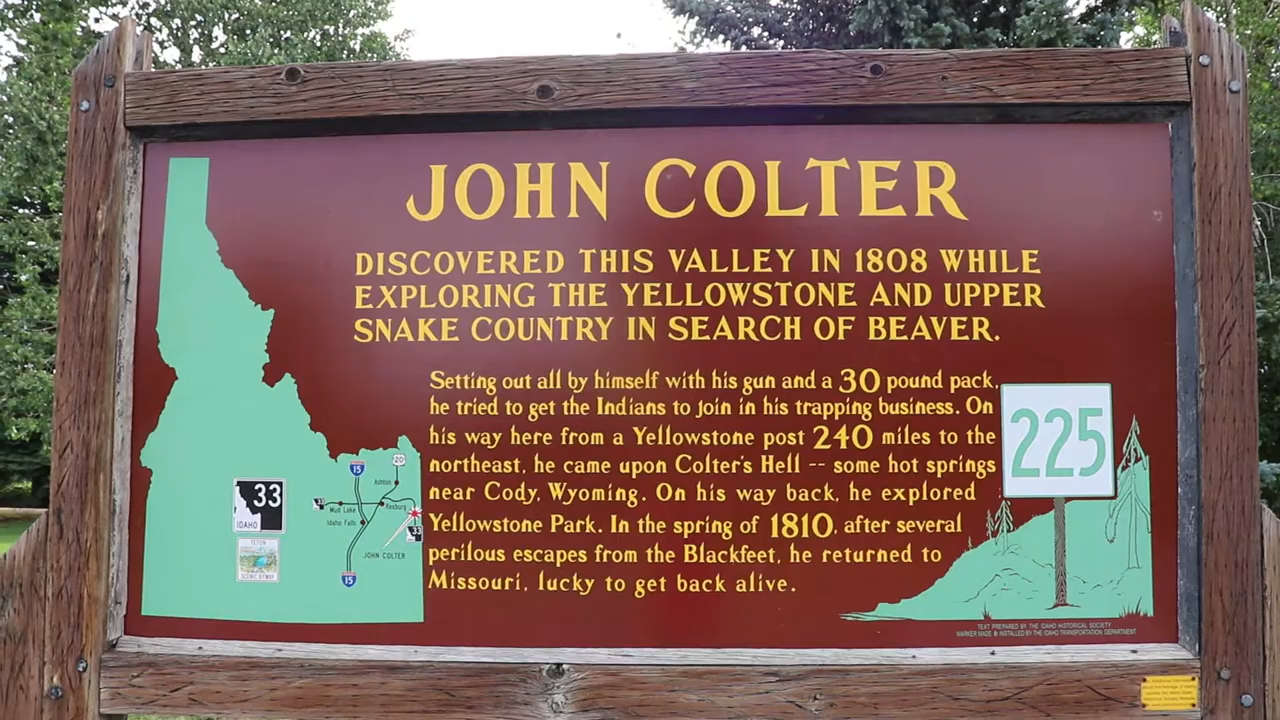 JOHN COLTER
DISCOVERED THIS VALLEY IN 1808 WHILE
EXPLORING THE YELLOWSTONE AND UPPER
SNAKE COUNTRY IN SEARCH OF BEAVER.
Setting out all by himself with his gun and a 30 pound pack,
he tried to get the Indians to join in his trapping business. On
his way here from a Yellowstone post 240 miles to the
northeast, he came upon Colter's Hell -- some hot springs
near Cody, Wyoming. On his way back, he explored
Yellowstone Park. In the spring of 1810, after several
perilous escapes from the Blackfeet, he returned to
Missouri, lucky to get back alive.
225
33
IDAHO
TETON
SCENIC BYWAY
15
20
Ashton
Rexburg
Mud Lake
Idaho Falls
33
JOHN COLTER
15
TEXT PREPARED BY THE IDAHO HISTORICAL SOCIETY
MARKER MADE & INSTALLED BY THE IDAHO TRANSPORTATION DEPARTMENT